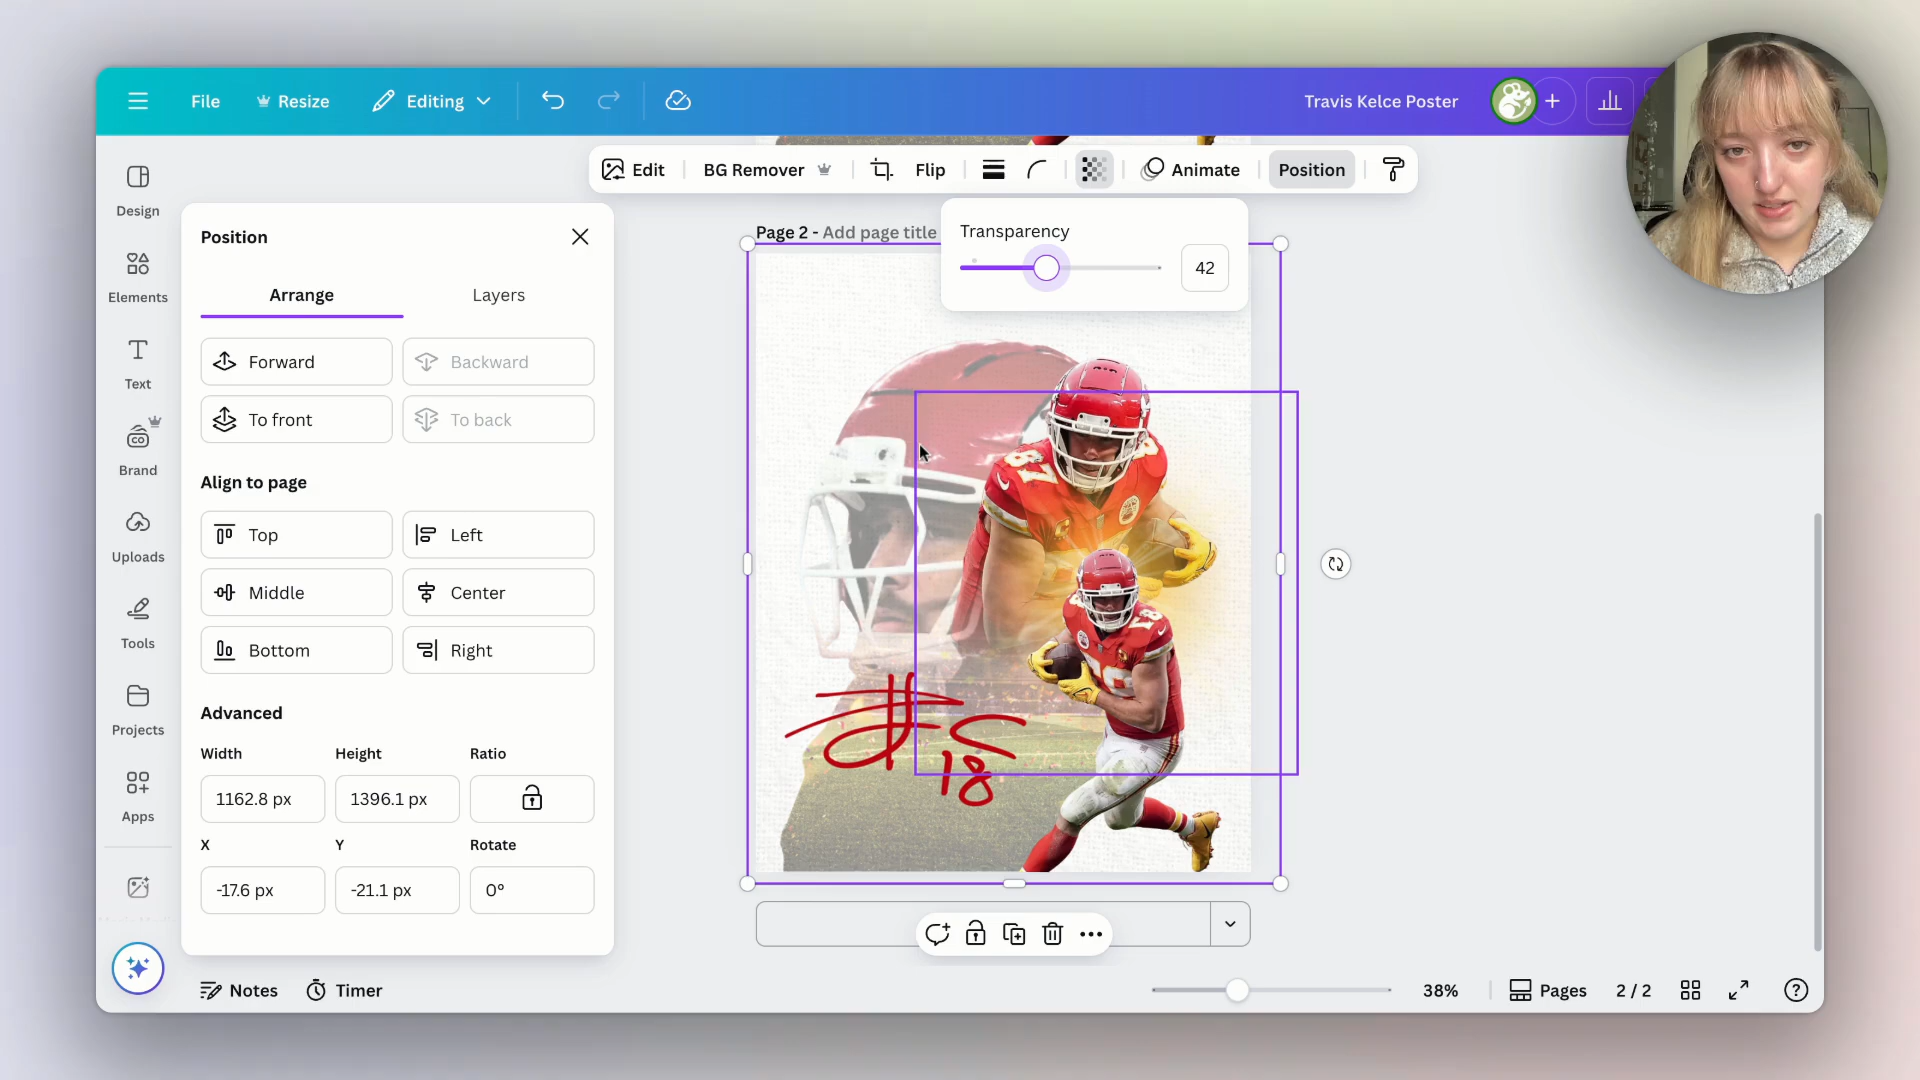 File
Resize
Editing
Travis Kelce Poster
Edit
BG Remover
Flip
Animate
Position
Design
Elements
Text
Brand
CO
Uploads
Tools
Projects
Apps
Position
Arrange
Layers
Forward
Backward
To front
To back
Align to page
Top
Left
Middle
Center
Bottom
Right
Advanced
Width
Height
Ratio
1162.8 px
1396.1 px
X
Y
Rotate
-17.6 px
-21.1 px
0°
Page 2 - Add page title
Transparency
42
87
18
Notes
Timer
38%
Pages
2 / 2